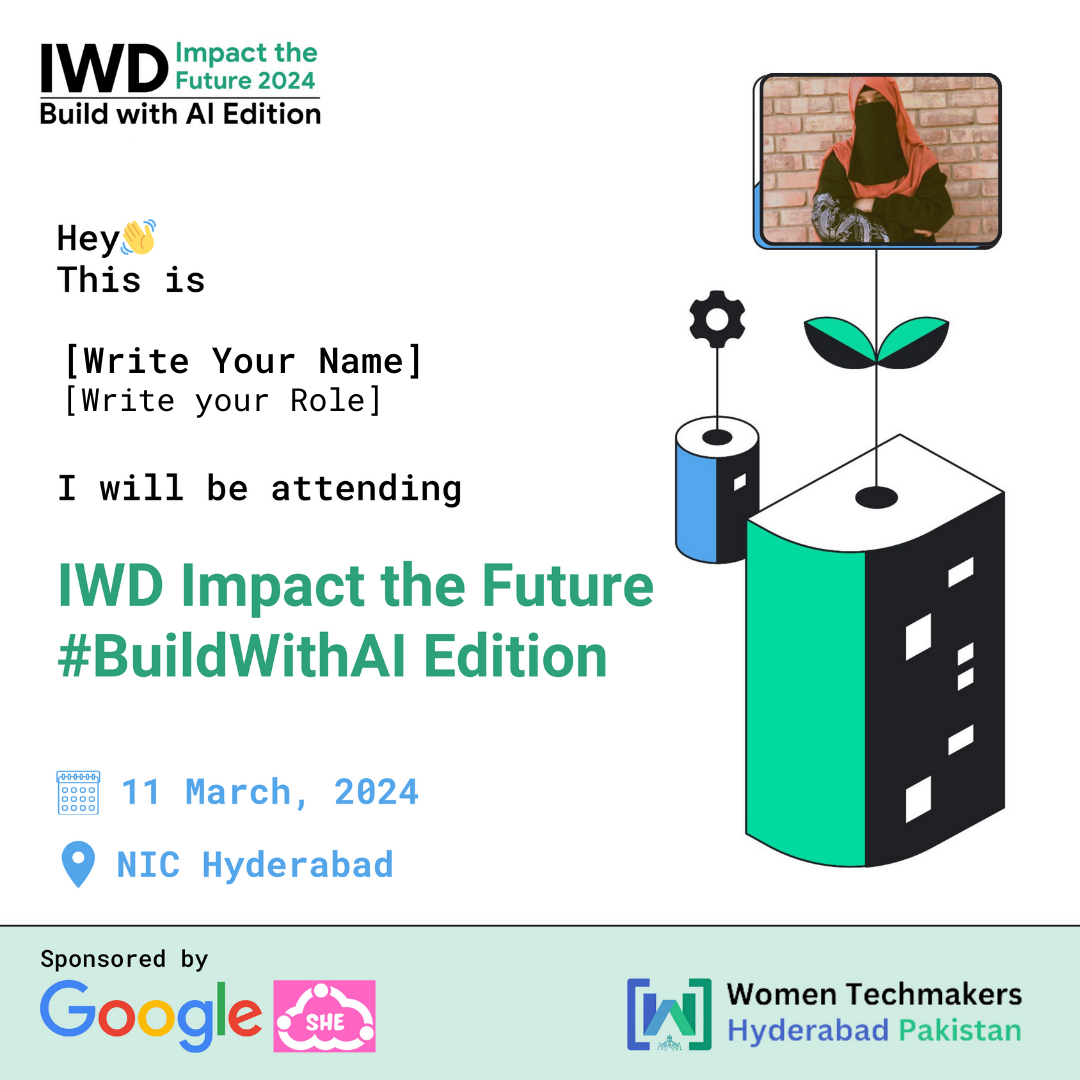 IWD Impact the
Future 2024
Build with AI Edition
Hey👋
This is
[Write Your Name]
[Write your Role]
I will be attending
IWD Impact the Future
#BuildWithAI Edition
11 March, 2024
NIC Hyderabad
Sponsored by
Google SHE
Women Techmakers
Hyderabad Pakistan